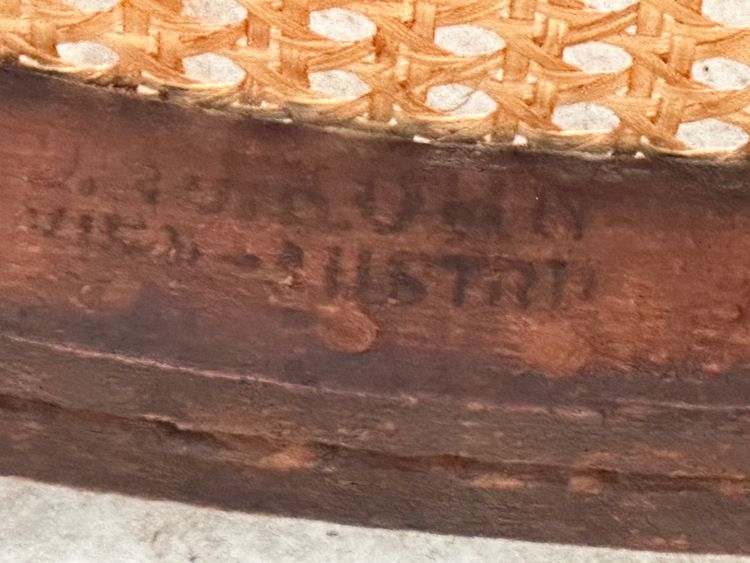 J. & J. KOHN
WIEN-AUSTRIA